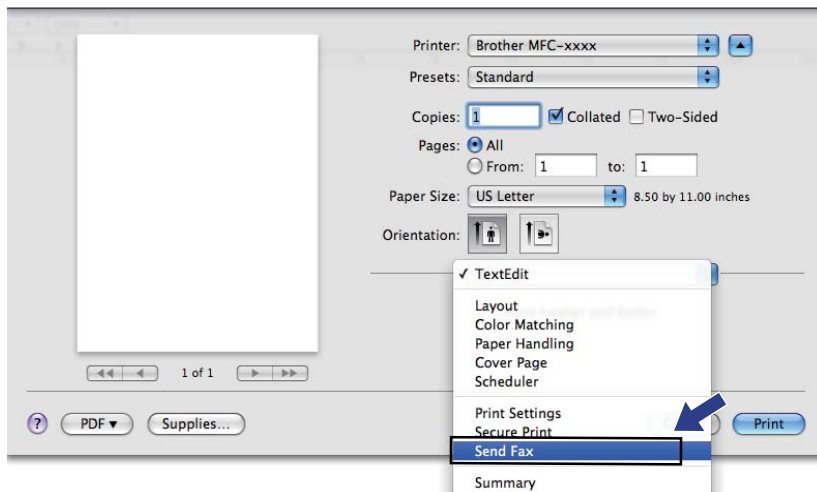 Printer: Brother MFC-xxxx
Presets: Standard
Copies: 1 Collated Two-Sided
Pages: All
From: 1 to: 1
Paper Size: US Letter 8.50 by 11.00 inches
Orientation:
✓ TextEdit
Layout
Color Matching
Paper Handling
Cover Page
Scheduler
1 of 1
Print Settings
Secure Print
Send Fax
Summary
? PDF▼ Supplies... Print